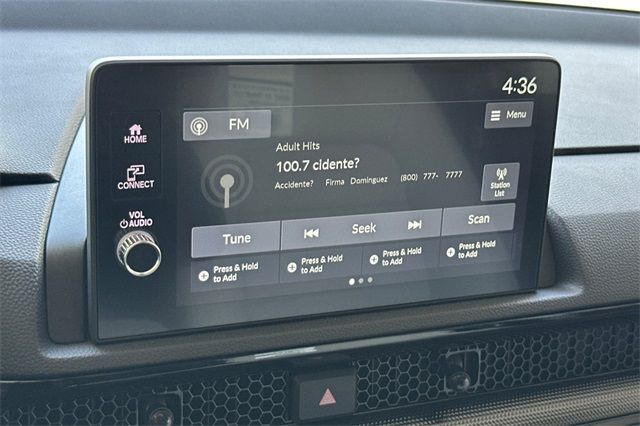 4:36
FM
Menu
HOME
Adult Hits
100.7 cidente?
Accidente? Firma Dominguez (800) 777- 7777
CONNECT
Station
List
VOL
AUDIO
Tune
Seek
Scan
Press & Hold
to Add
Press & Hold
to Add
Press & Hold
to Add
Press & Hold
to Add